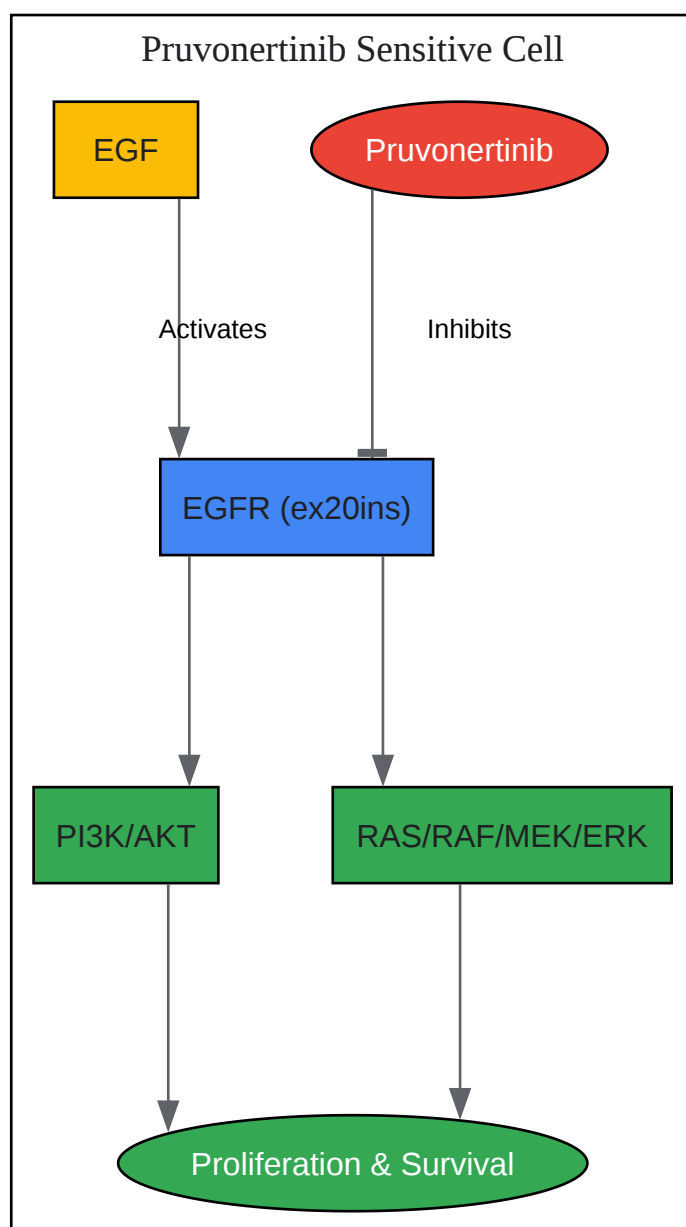 Pruvonertinib Sensitive Cell
EGF
Pruvonertinib
Activates
Inhibits
EGFR (ex20ins)
PI3K/AKT
RAS/RAF/MEK/ERK
Proliferation & Survival